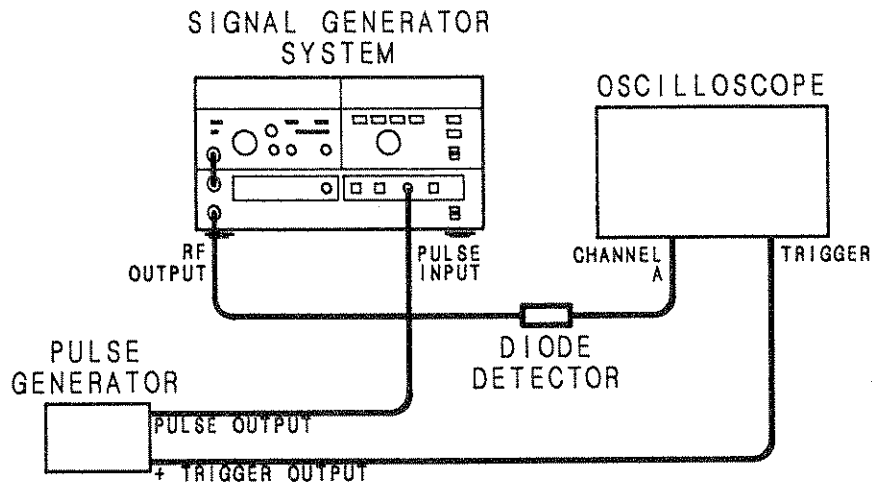 SIGNAL GENERATOR
SYSTEM
OSCILLOSCOPE
RF
OUTPUT
PULSE
INPUT
CHANNEL
A
TRIGGER
DIODE
DETECTOR
PULSE
GENERATOR
PULSE OUTPUT
+ TRIGGER OUTPUT